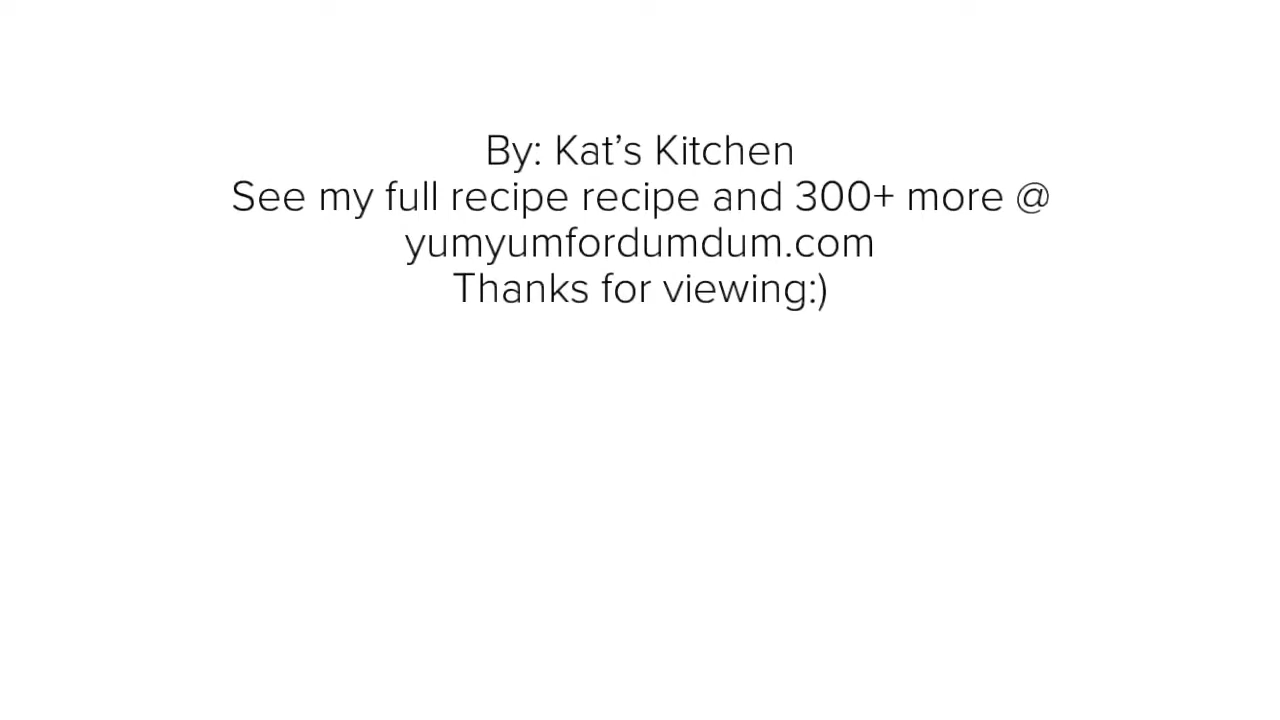 By: Kat’s Kitchen
See my full recipe recipe and 300+ more @
yumyumfordumdum.com
Thanks for viewing:)